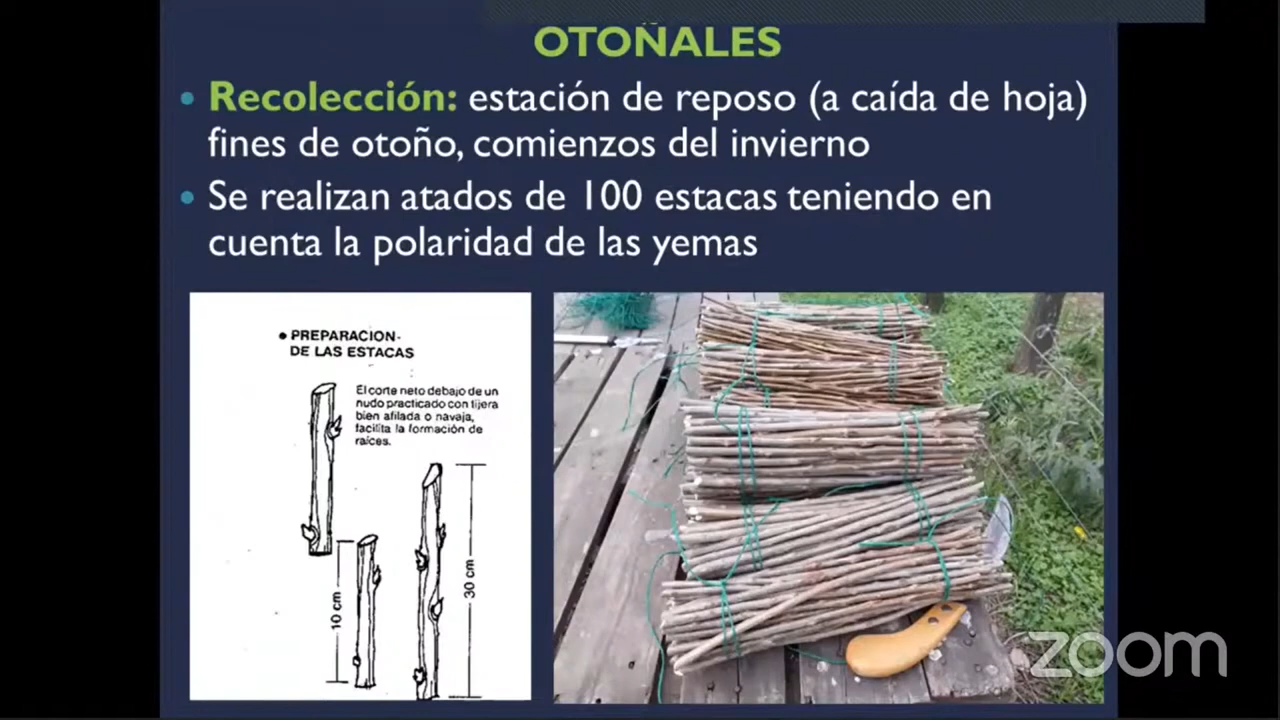 OTOÑALES
• Recolección: estación de reposo (a caída de hoja)
fines de otoño, comienzos del invierno
• Se realizan atados de 100 estacas teniendo en
cuenta la polaridad de las yemas
• PREPARACION-
DE LAS ESTACAS
El corte neto debajo de un
nudo practicado con tijera
bien afilada o navaja,
facilita la formación de
raíces.
10 cm
30 cm
zoom